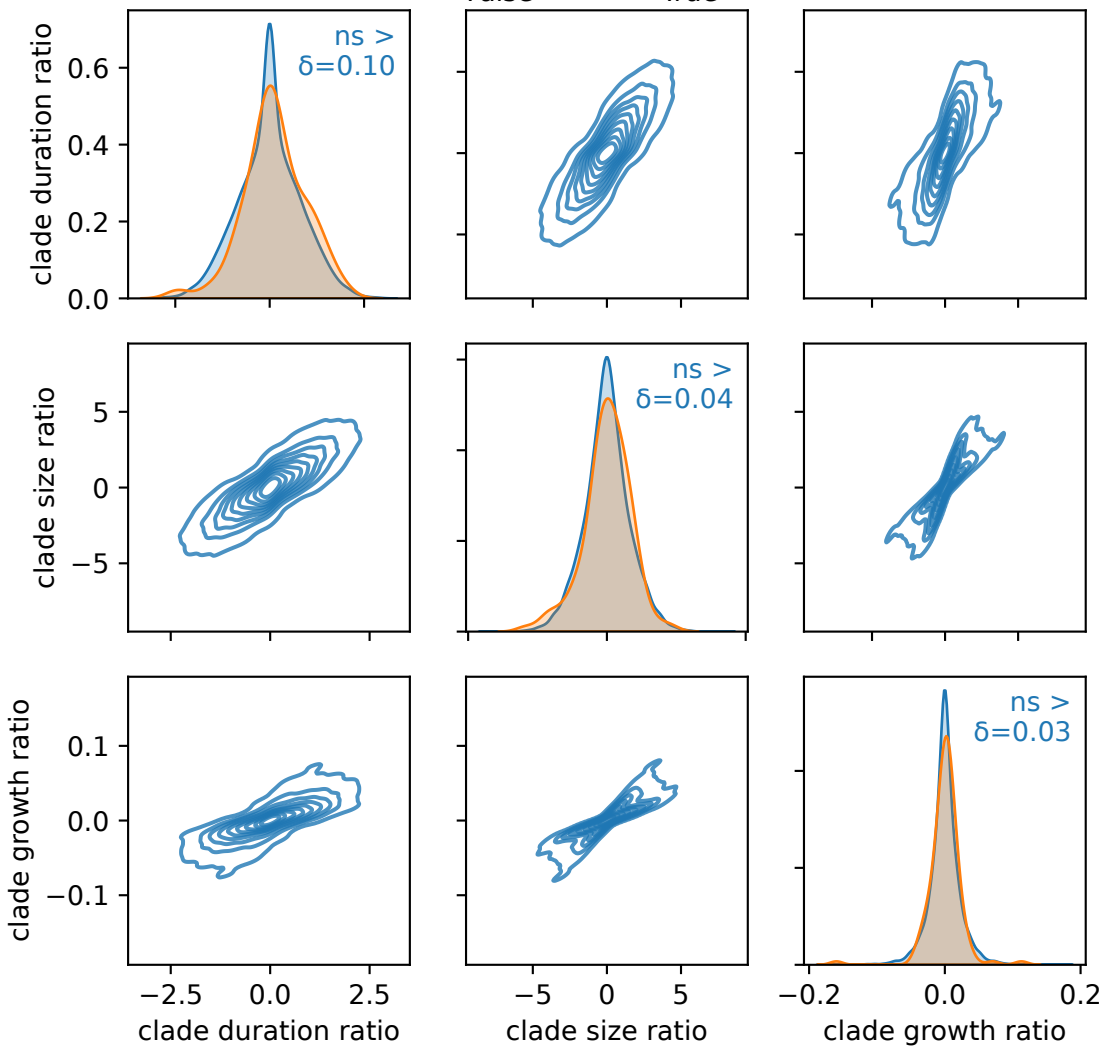 clade duration ratio
0.6
0.4
0.2
0.0
ns >
δ=0.10
clade size ratio
5
0
−5
ns >
δ=0.04
clade growth ratio
0.1
0.0
−0.1
ns >
δ=0.03
−2.5 0.0 2.5
−5 0 5
−0.2 0.0 0.2
clade duration ratio
clade size ratio
clade growth ratio